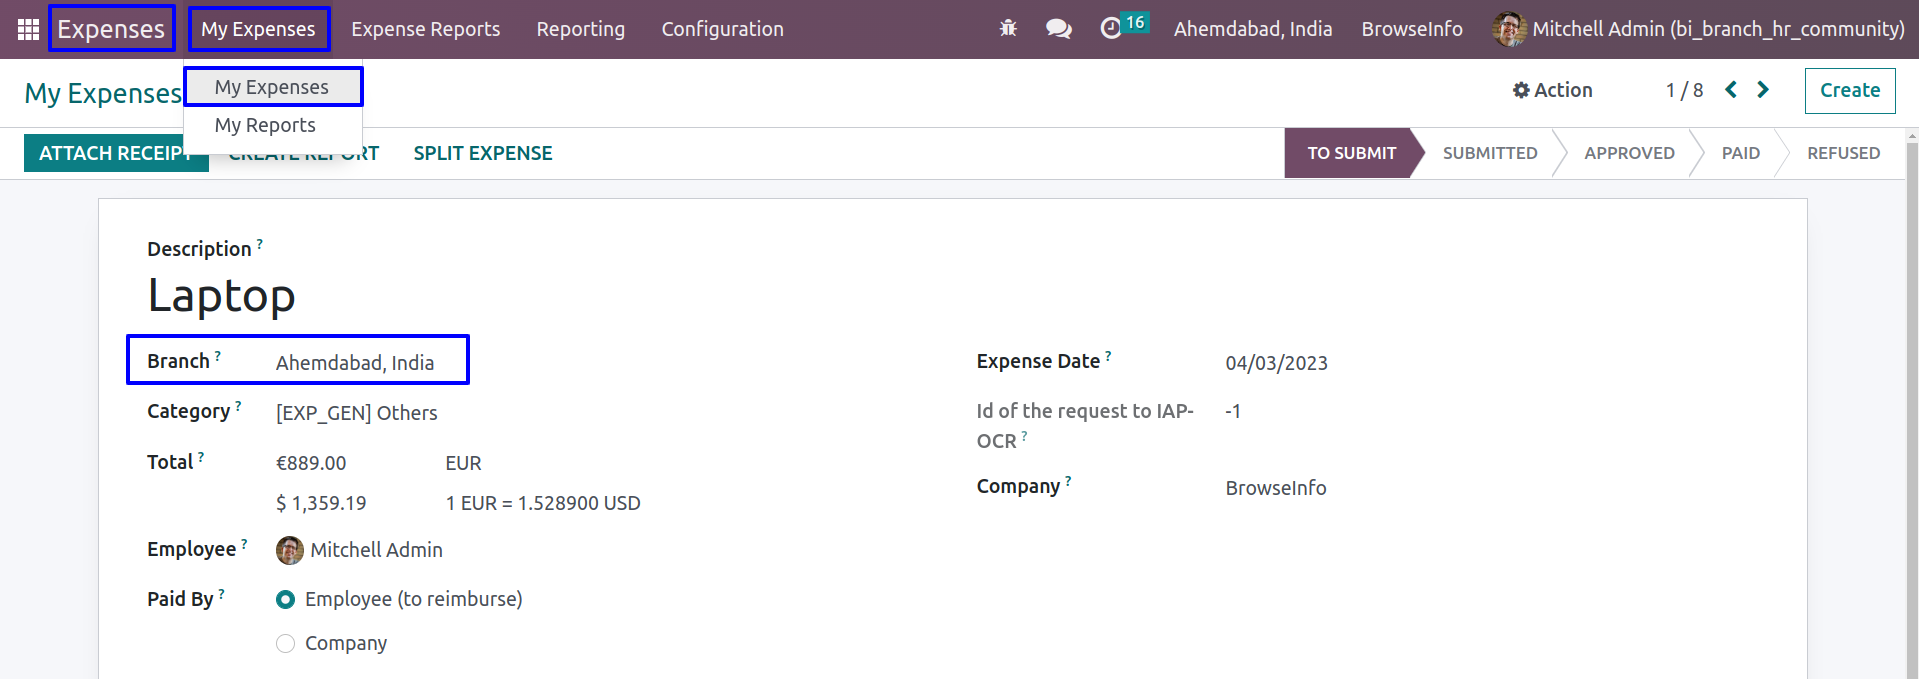 Expenses My Expenses Expense Reports Reporting Configuration 16 Ahemdabad, India BrowseInfo Mitchell Admin (bi_branch_hr_community)
My Expenses
My Expenses
My Reports
Action 1 / 8 Create
ATTACH RECEIPT CREATE REPORT SPLIT EXPENSE
TO SUBMIT SUBMITTED APPROVED PAID REFUSED
Description ?
Laptop
Branch ? Ahemdabad, India
Expense Date ? 04/03/2023
Category ? [EXP_GEN] Others
Id of the request to IAP- -1
OCR ?
Total ? €889.00 EUR
$ 1,359.19 1 EUR = 1.528900 USD
Company ? BrowseInfo
Employee ? Mitchell Admin
Paid By ? Employee (to reimburse)
Company